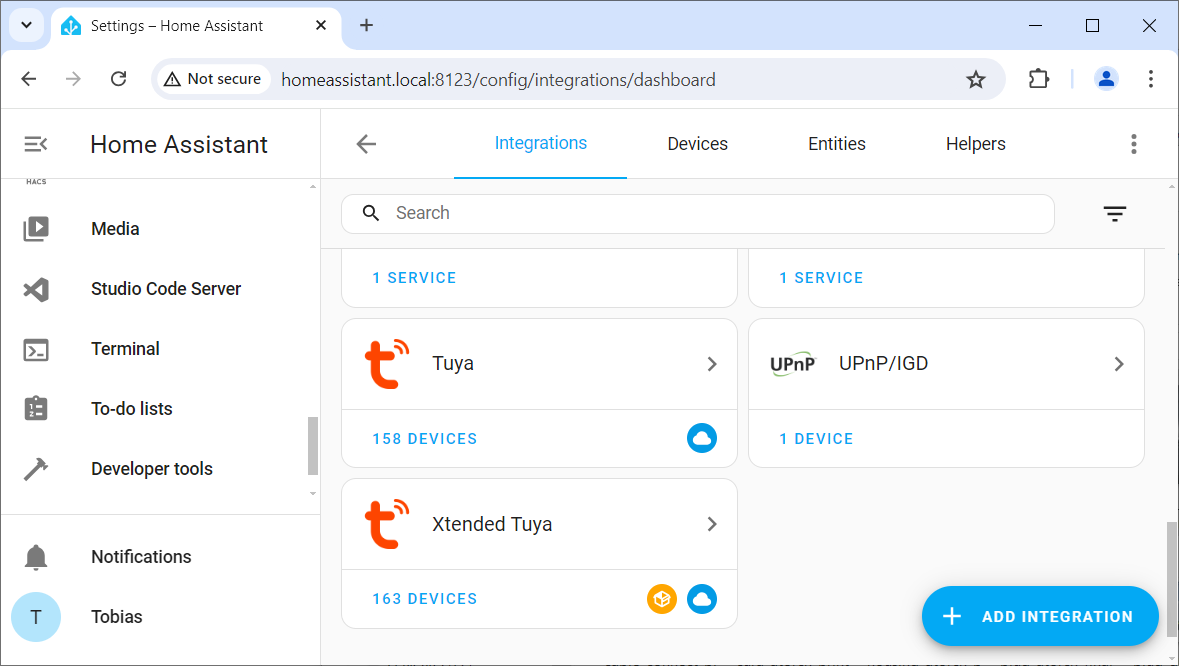 Settings – Home Assistant
Not secure
homeassistant.local:8123/config/integrations/dashboard
Home Assistant
Integrations
Devices
Entities
Helpers
HACS
Media
Studio Code Server
Terminal
To-do lists
Developer tools
Notifications
T
Tobias
Search
1 SERVICE
1 SERVICE
Tuya
158 DEVICES
UPnP
UPnP/IGD
1 DEVICE
Xtended Tuya
163 DEVICES
ADD INTEGRATION